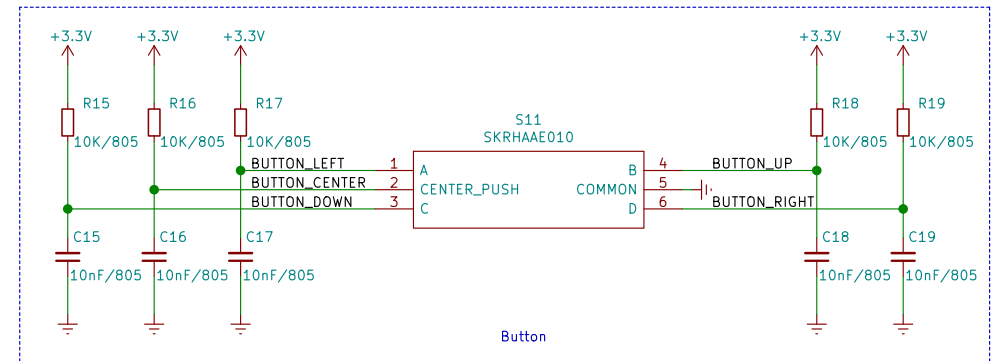 +3.3V +3.3V +3.3V +3.3V +3.3V
R15 R16 R17 R18 R19
S11
SKRHAAE010
10K/805 10K/805 10K/805 10K/805 10K/805
BUTTON_LEFT 1 A B 4 BUTTON_UP
BUTTON_CENTER 2 CENTER_PUSH COMMON 5
BUTTON_DOWN 3 C D 6 BUTTON_RIGHT
C15 C16 C17 C18 C19
10nF/805 10nF/805 10nF/805 10nF/805 10nF/805
Button